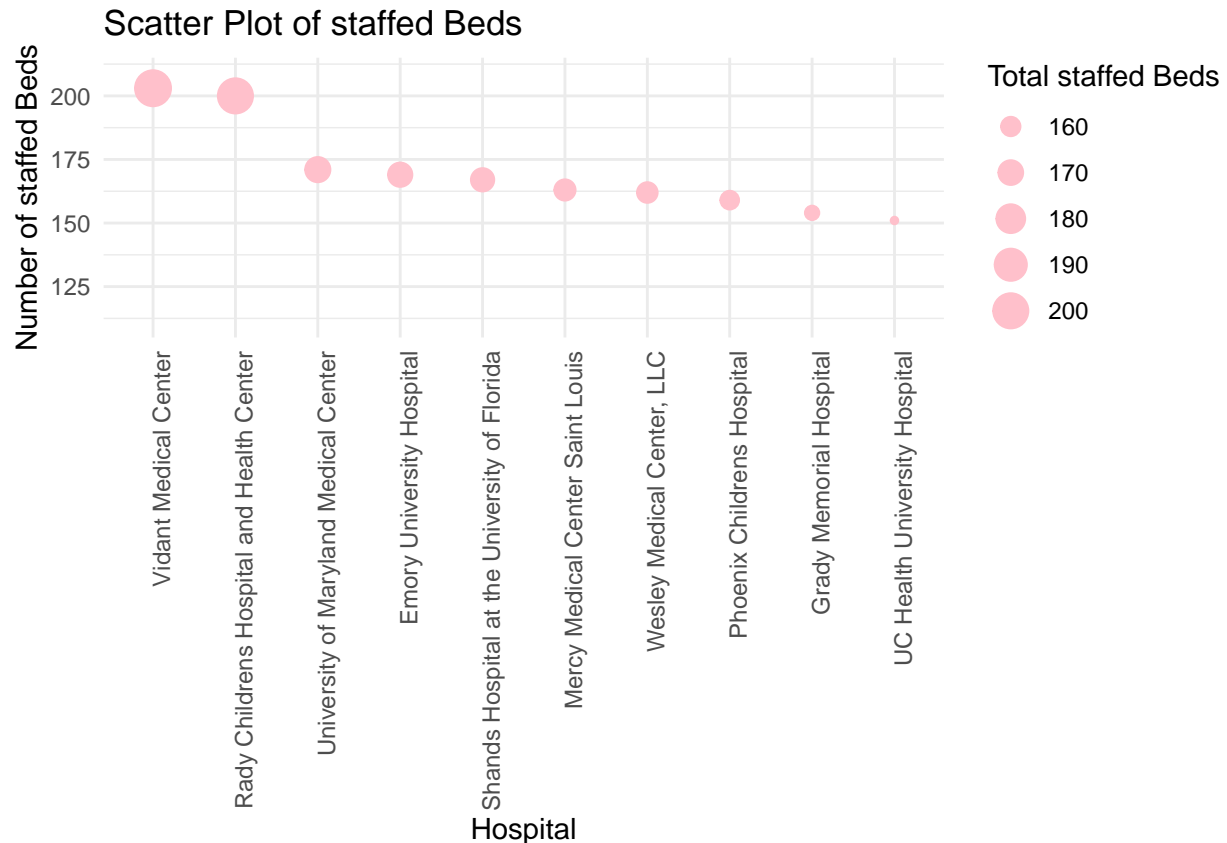 Scatter Plot of staffed Beds
Number of staffed Beds
200
175
150
125
Vidant Medical Center
Rady Childrens Hospital and Health Center
University of Maryland Medical Center
Emory University Hospital
Shands Hospital at the University of Florida
Mercy Medical Center Saint Louis
Wesley Medical Center, LLC
Phoenix Childrens Hospital
Grady Memorial Hospital
UC Health University Hospital
Hospital
Total staffed Beds
160
170
180
190
200